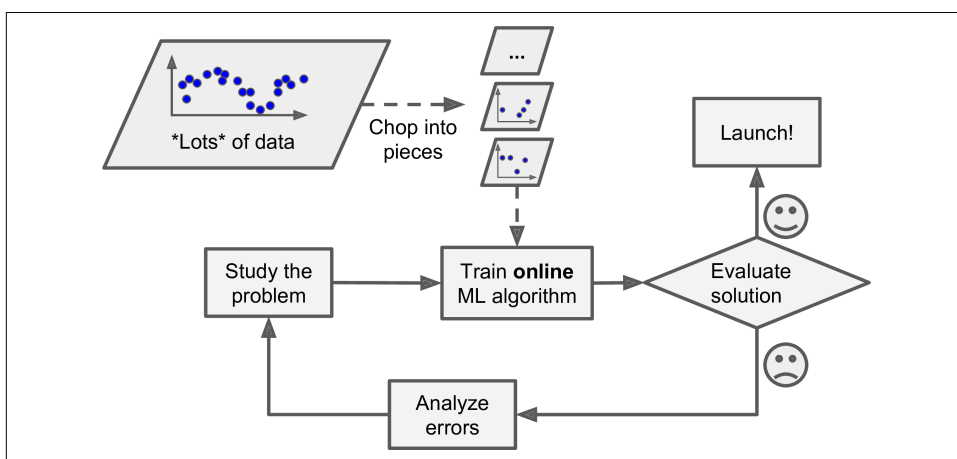 ...
*Lots* of data
Chop into
pieces
Launch!
Study the
problem
Train online
ML algorithm
Evaluate
solution
Analyze
errors